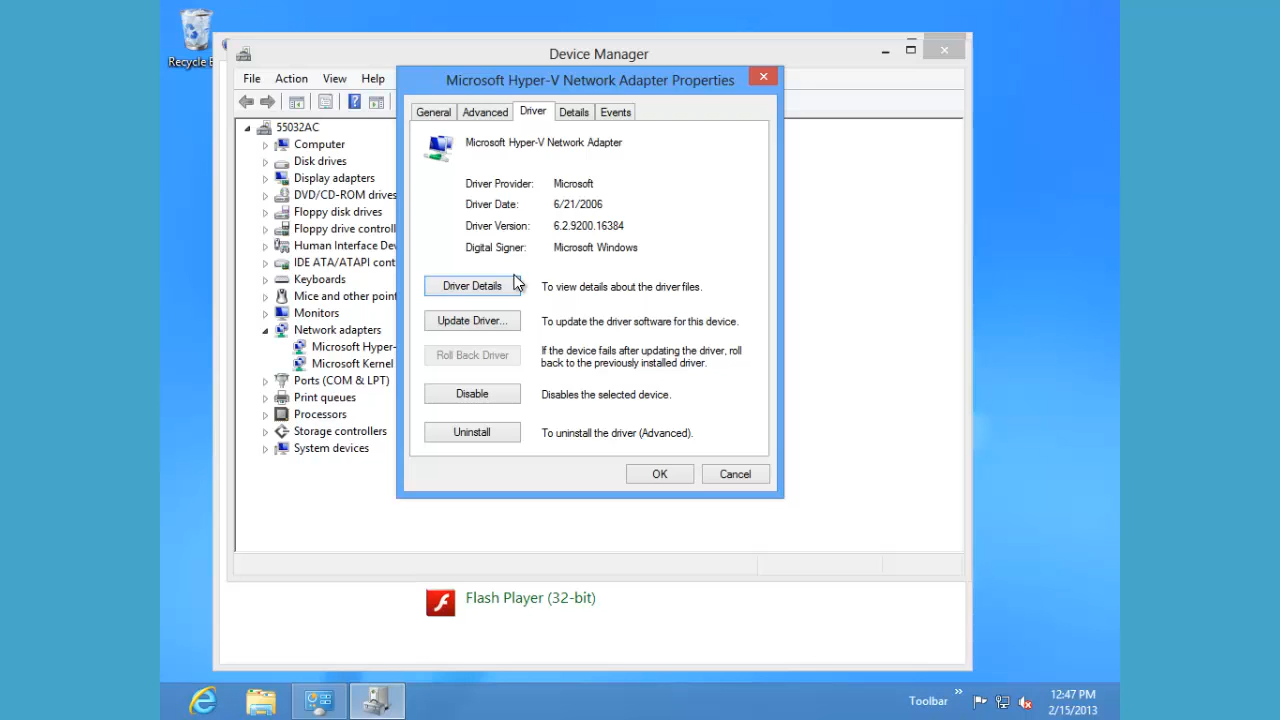 Recycle B
Device Manager
File Action View Help
55032AC
Computer
Disk drives
Display adapters
DVD/CD-ROM drives
Floppy disk drives
Floppy drive controll
Human Interface De
IDE ATA/ATAPI cont
Keyboards
Mice and other point
Monitors
Network adapters
Microsoft Hyper-
Microsoft Kernel
Ports (COM & LPT)
Print queues
Processors
Storage controllers
System devices
Microsoft Hyper-V Network Adapter Properties
General Advanced Driver Details Events
Microsoft Hyper-V Network Adapter
Driver Provider: Microsoft
Driver Date: 6/21/2006
Driver Version: 6.2.9200.16384
Digital Signer: Microsoft Windows
Driver Details To view details about the driver files.
Update Driver... To update the driver software for this device.
Roll Back Driver If the device fails after updating the driver, roll
back to the previously installed driver.
Disable Disables the selected device.
Uninstall To uninstall the driver (Advanced).
OK Cancel
Flash Player (32-bit)
Toolbar »
12:47 PM
2/15/2013